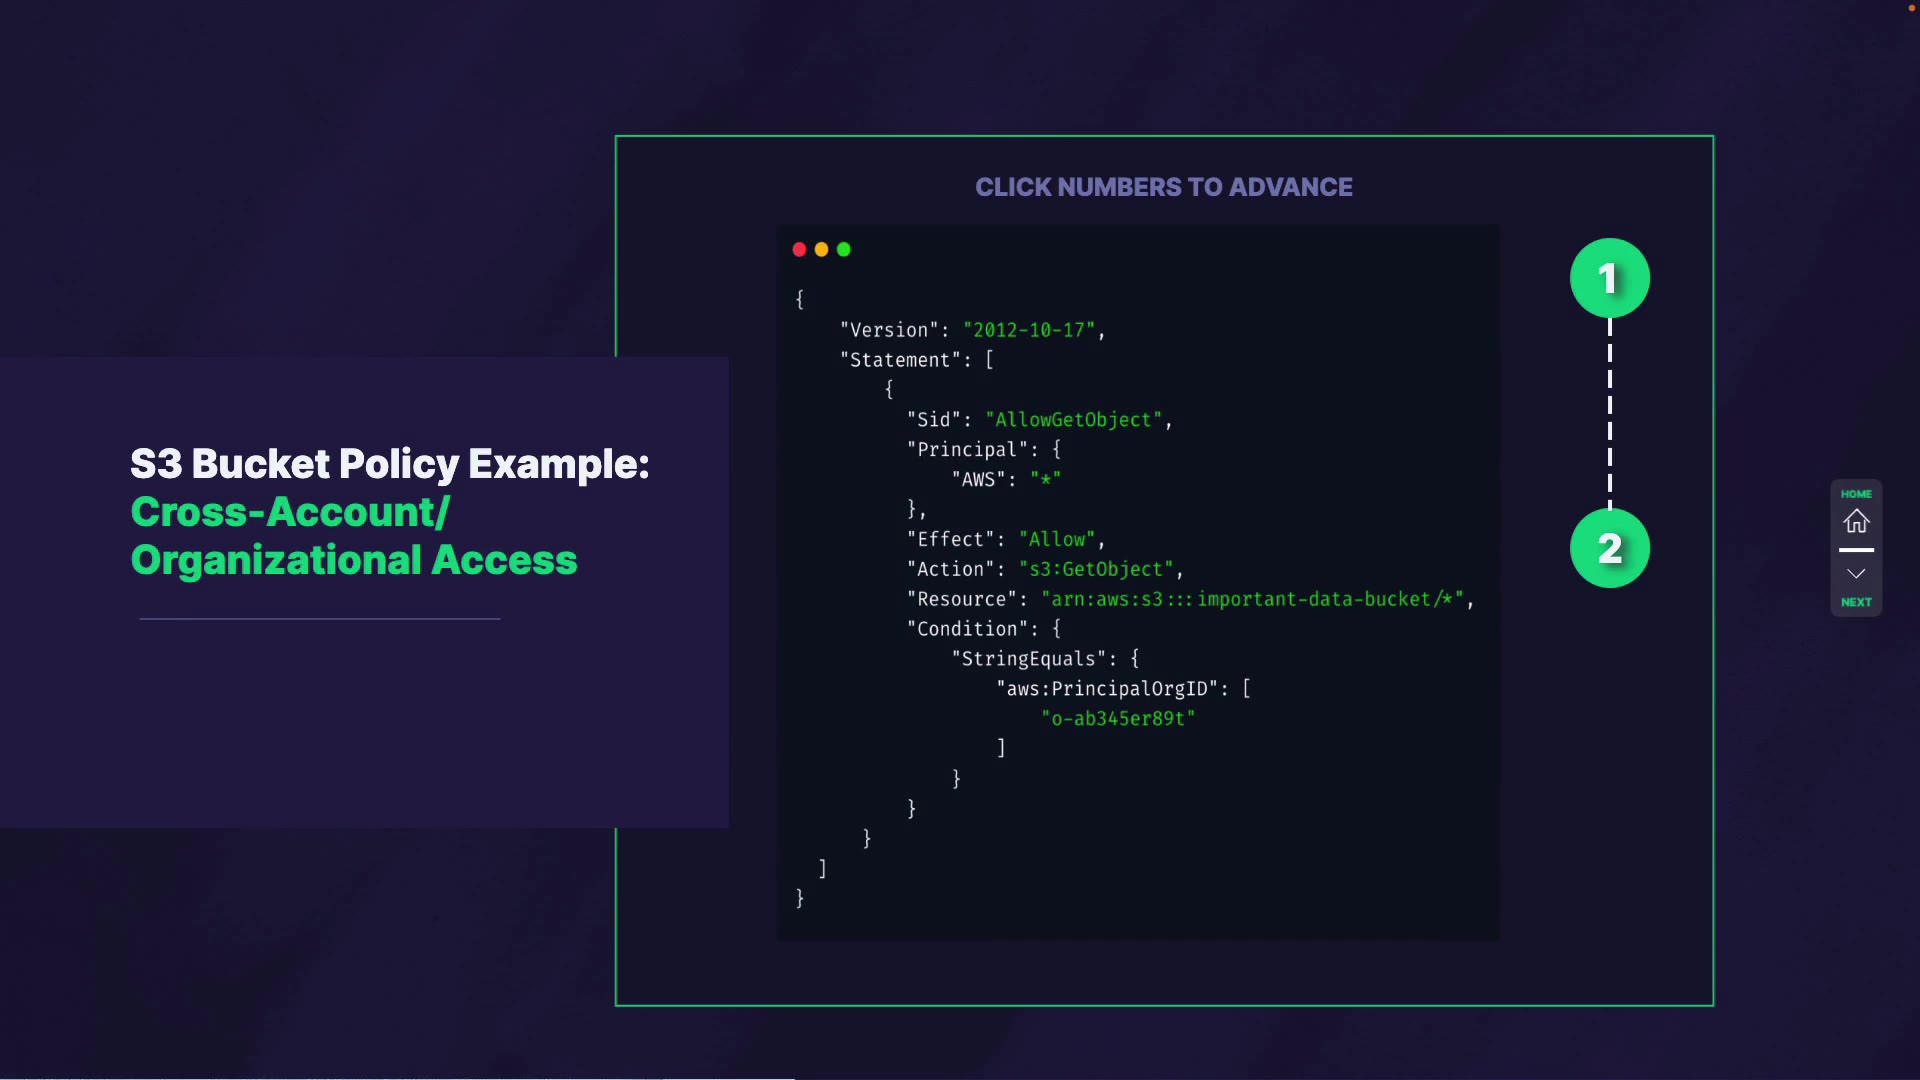 CLICK NUMBERS TO ADVANCE
S3 Bucket Policy Example:
Cross-Account/
Organizational Access
{
    "Version": "2012-10-17",
    "Statement": [
        {
          "Sid": "AllowGetObject",
          "Principal": {
              "AWS": "*"
          },
          "Effect": "Allow",
          "Action": "s3:GetObject",
          "Resource": "arn:aws:s3:::important-data-bucket/*",
          "Condition": {
              "StringEquals": {
                  "aws:PrincipalOrgID": [
                      "o-ab345er89t"
                  ]
              }
          }
      }
  ]
}
1
2
HOME
NEXT